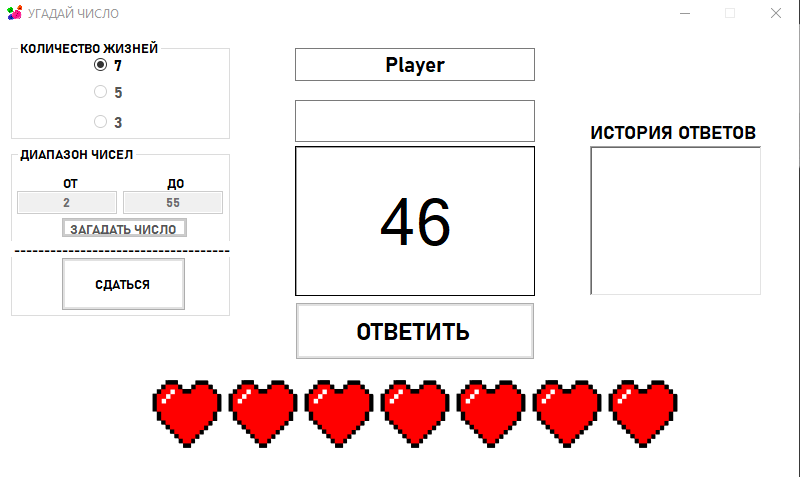 УГАДАЙ ЧИСЛО
КОЛИЧЕСТВО ЖИЗНЕЙ
7
5
3
ДИАПАЗОН ЧИСЕЛ
ОТ ДО
2 55
ЗАГАДАТЬ ЧИСЛО
------------------------------------
СДАТЬСЯ
Player
46
ОТВЕТИТЬ
ИСТОРИЯ ОТВЕТОВ